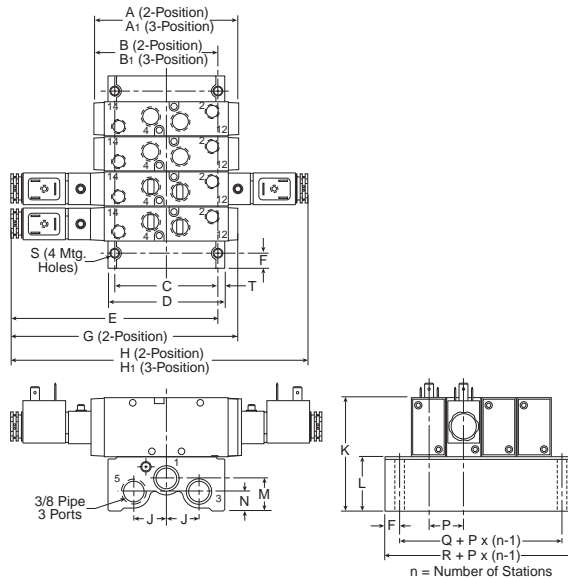 A (2-Position)
A1 (3-Position)
B (2-Position)
B1 (3-Position)
14
2
4
12
14
2
4
12
14
2
4
12
14
2
4
12
S (4 Mtg.
Holes)
F
C
T
D
E
G (2-Position)
H (2-Position)
H1 (3-Position)
1
5
3
3/8 Pipe
3 Ports
J
J
N
M
K
L
F
P
Q + P x (n-1)
R + P x (n-1)
n = Number of Stations